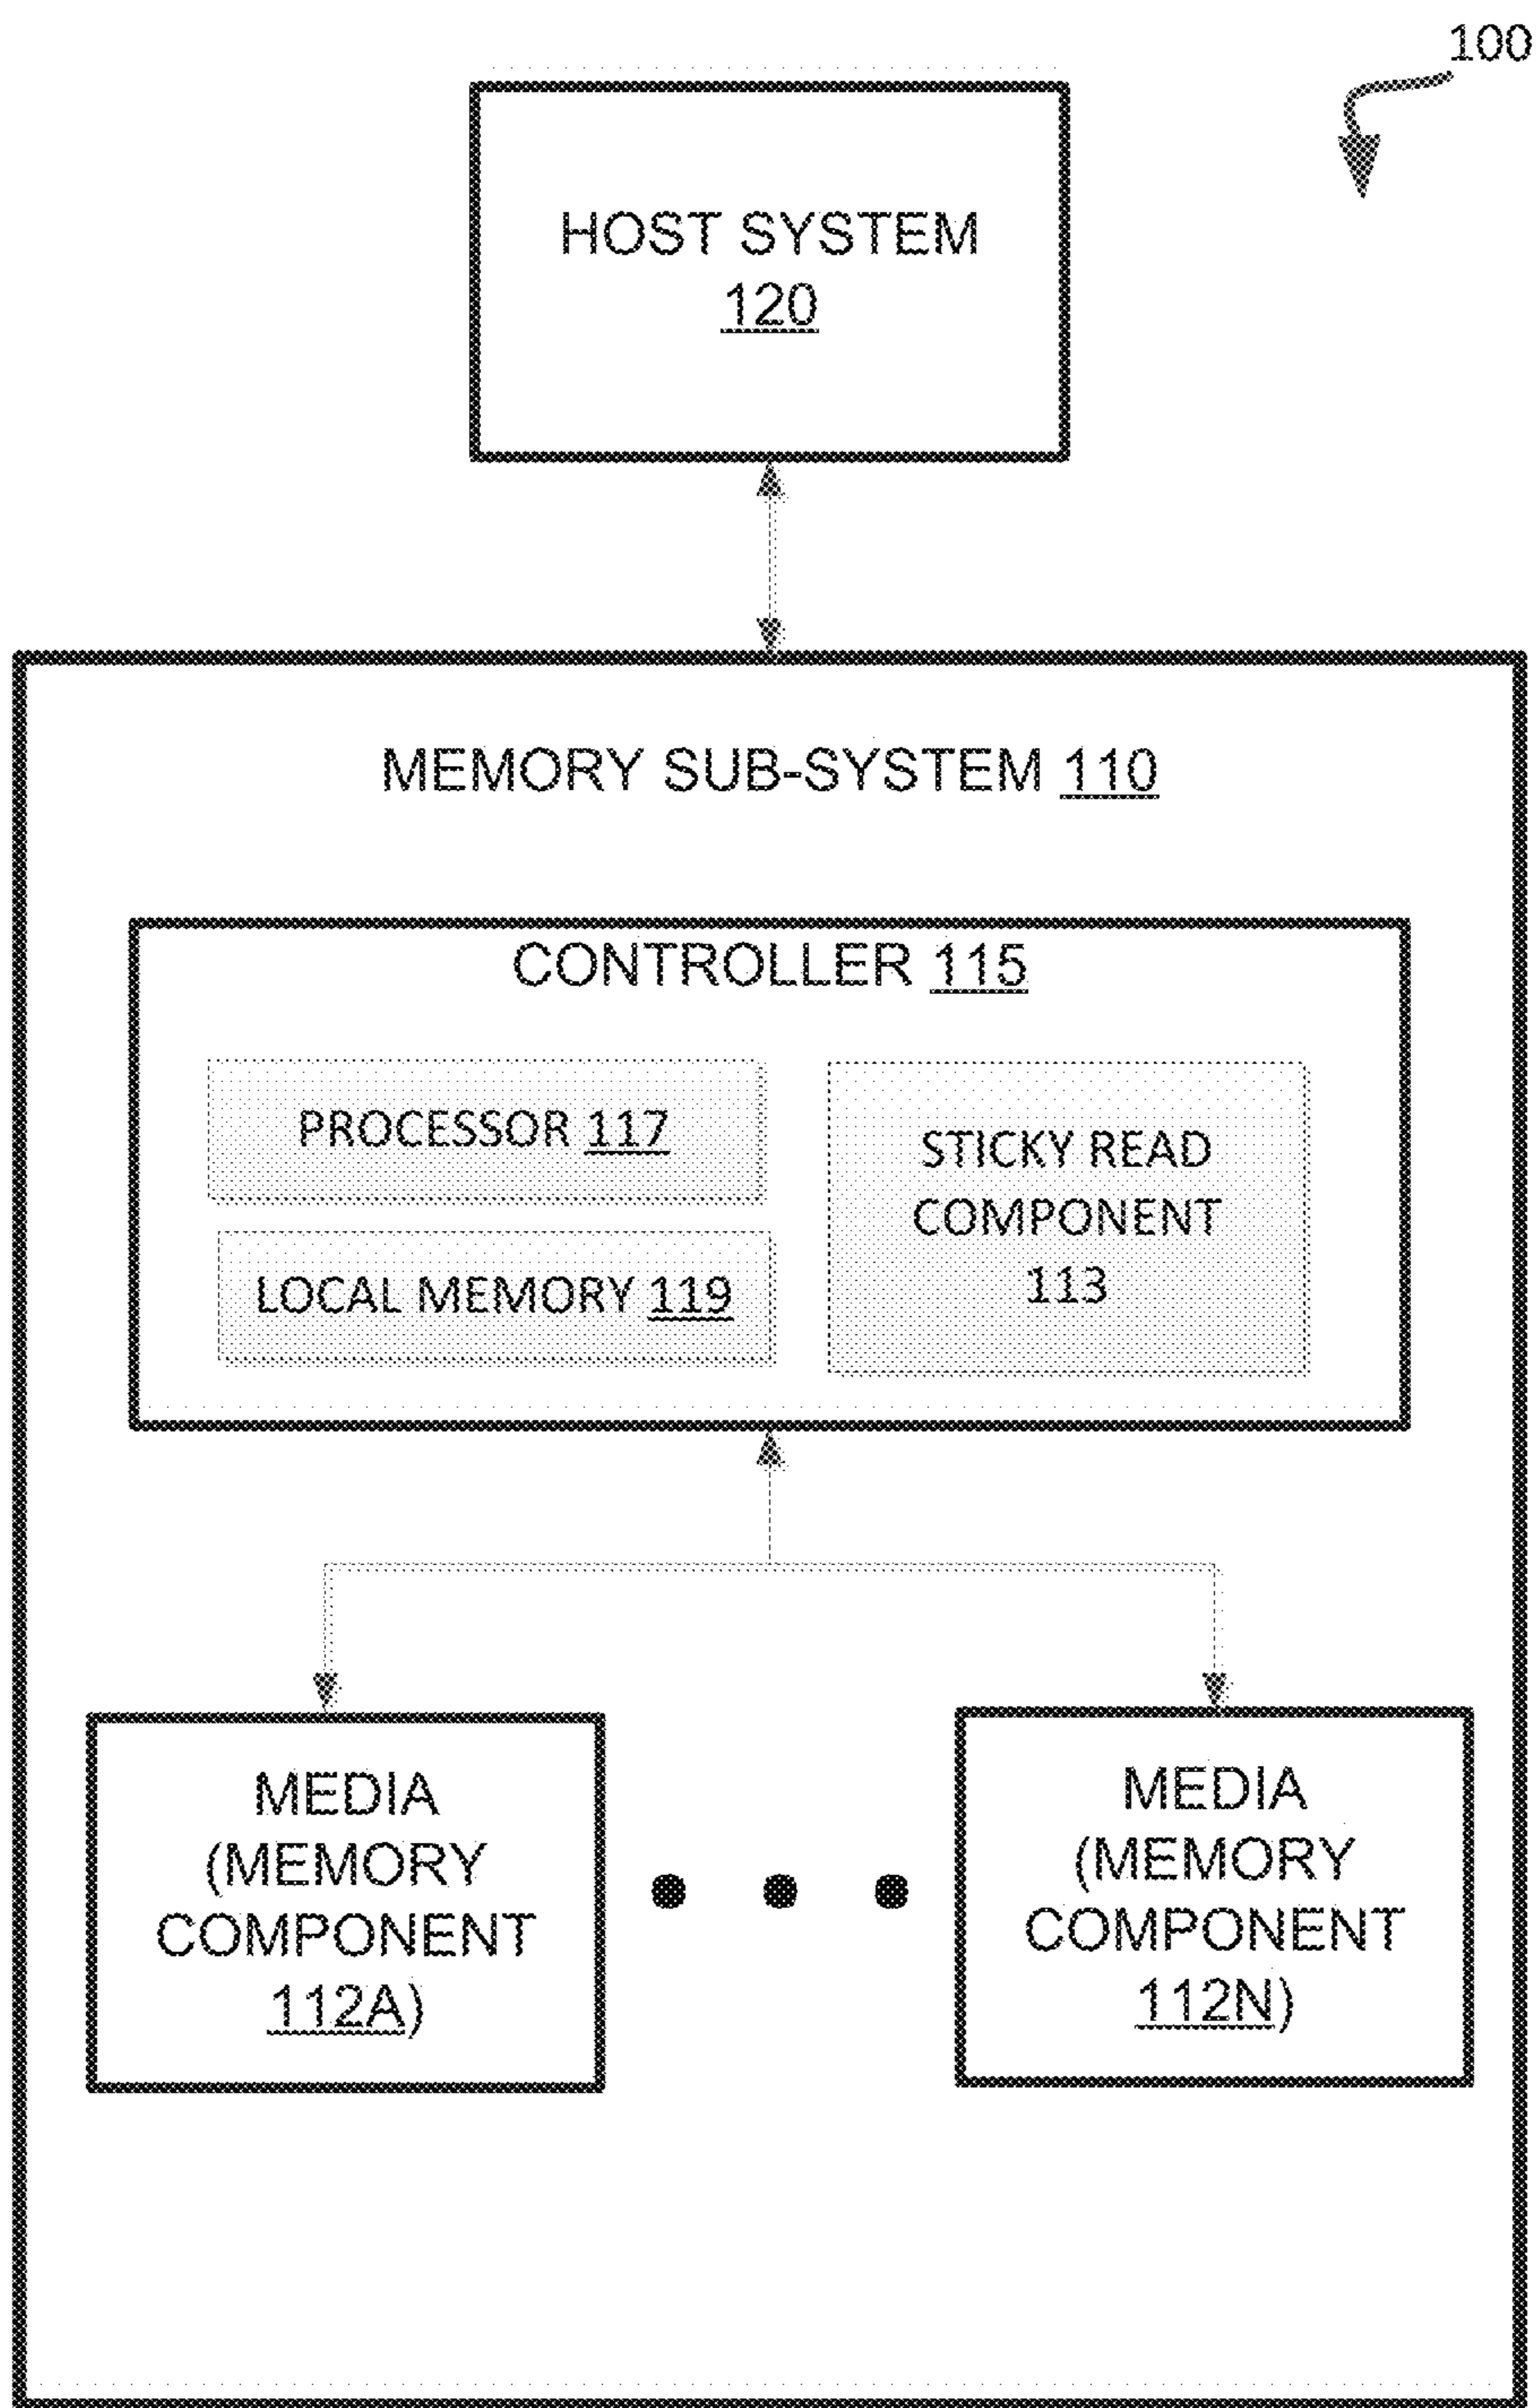 100
HOST SYSTEM
120
MEMORY SUB-SYSTEM 110
CONTROLLER 115
PROCESSOR 117
LOCAL MEMORY 119
STICKY READ
COMPONENT
113
MEDIA
(MEMORY
COMPONENT
112A)
MEDIA
(MEMORY
COMPONENT
112N)